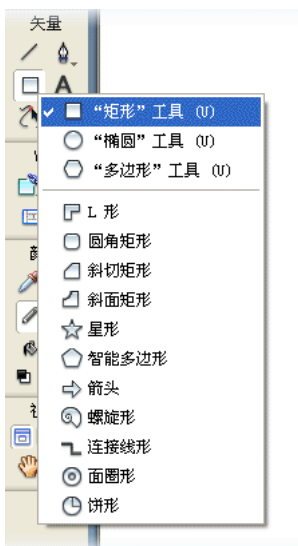 矢量
A
“矩形”工具 (U)
“椭圆”工具 (U)
“多边形”工具 (U)
L 形
圆角矩形
斜切矩形
斜面矩形
星形
智能多边形
箭头
螺旋形
连接线形
面圈形
饼形